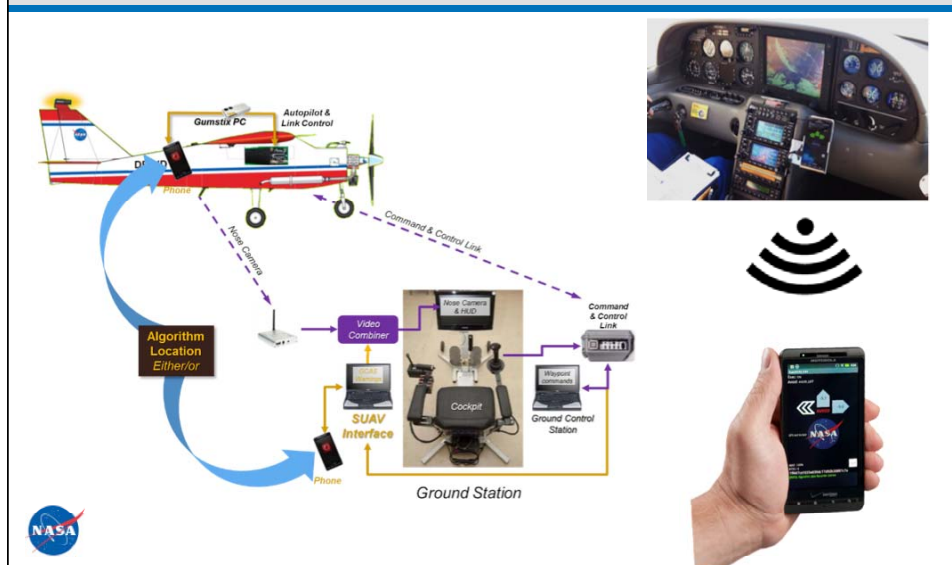 Gumstix PC
Autopilot &
Link Control
NASA
Phone
Nose Camera
Command & Control Link
Algorithm
Location
Either/or
Video
Combiner
Nose Camera
& HUD
Command
& Control
Link
SUAV
Interface
Cockpit
Waypoint
commands
Ground Control
Station
Phone
Ground Station
NASA
NASA